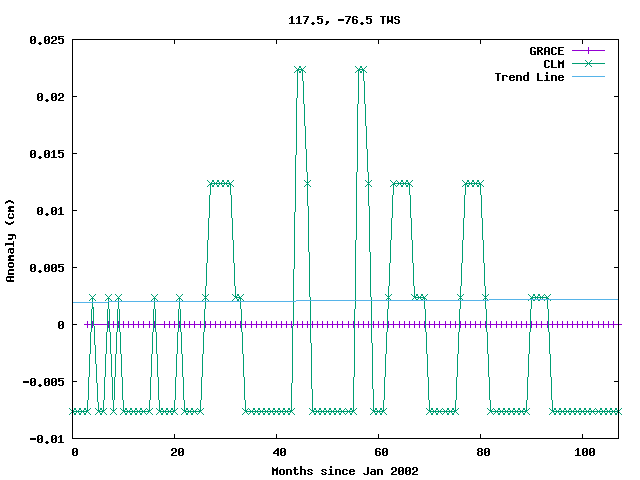 117.5, -76.5 TWS
GRACE
CLM
Trend Line
0.025
0.02
0.015
0.01
0.005
0
-0.005
-0.01
Anomaly (cm)
0 20 40 60 80 100
Months since Jan 2002